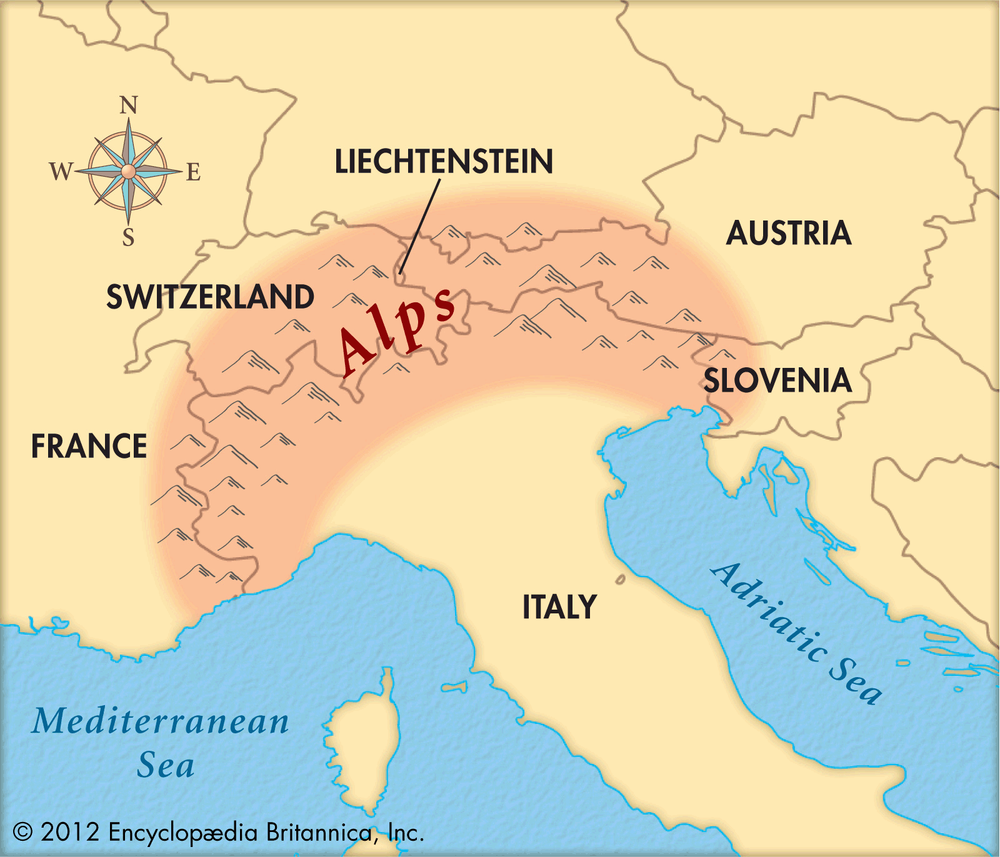 N
W E
S
LIECHTENSTEIN
AUSTRIA
SWITZERLAND
Alps
SLOVENIA
FRANCE
ITALY
Adriatic Sea
Mediterranean
Sea
© 2012 Encyclopædia Britannica, Inc.